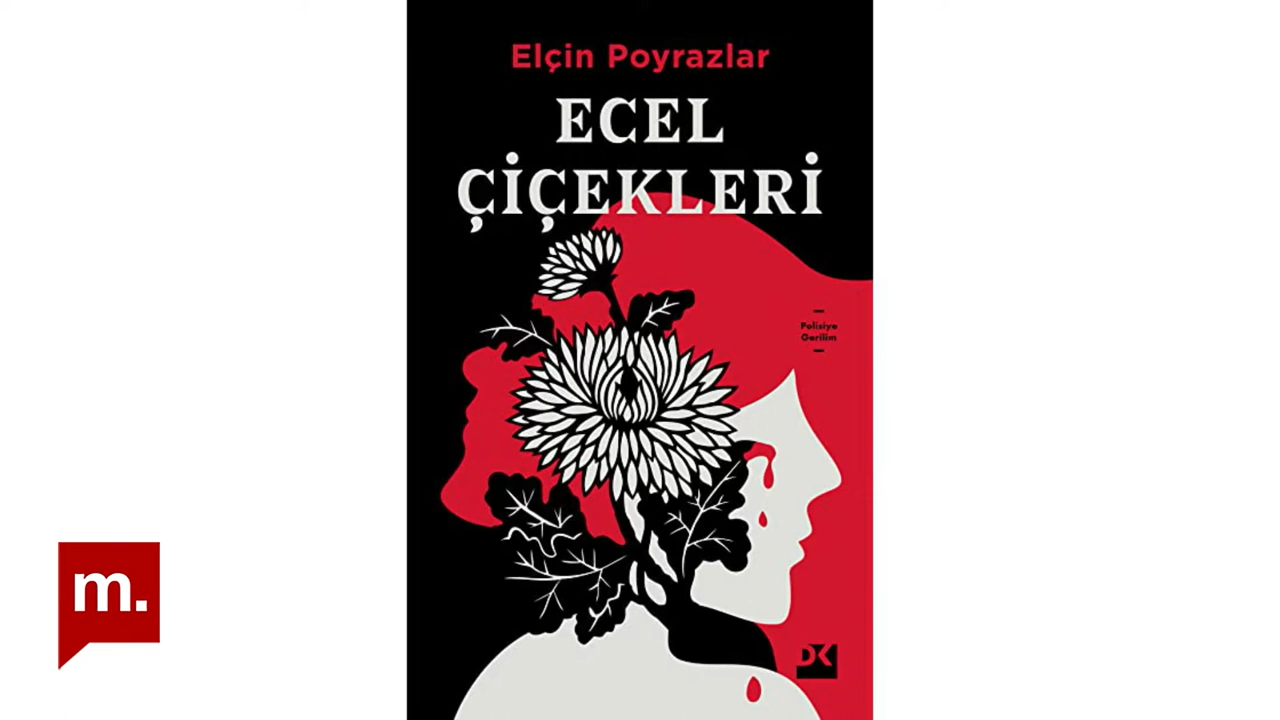 Elçin Poyrazlar
ECEL
ÇİÇEKLERİ
Polisiye
Gerilim
m.
DK